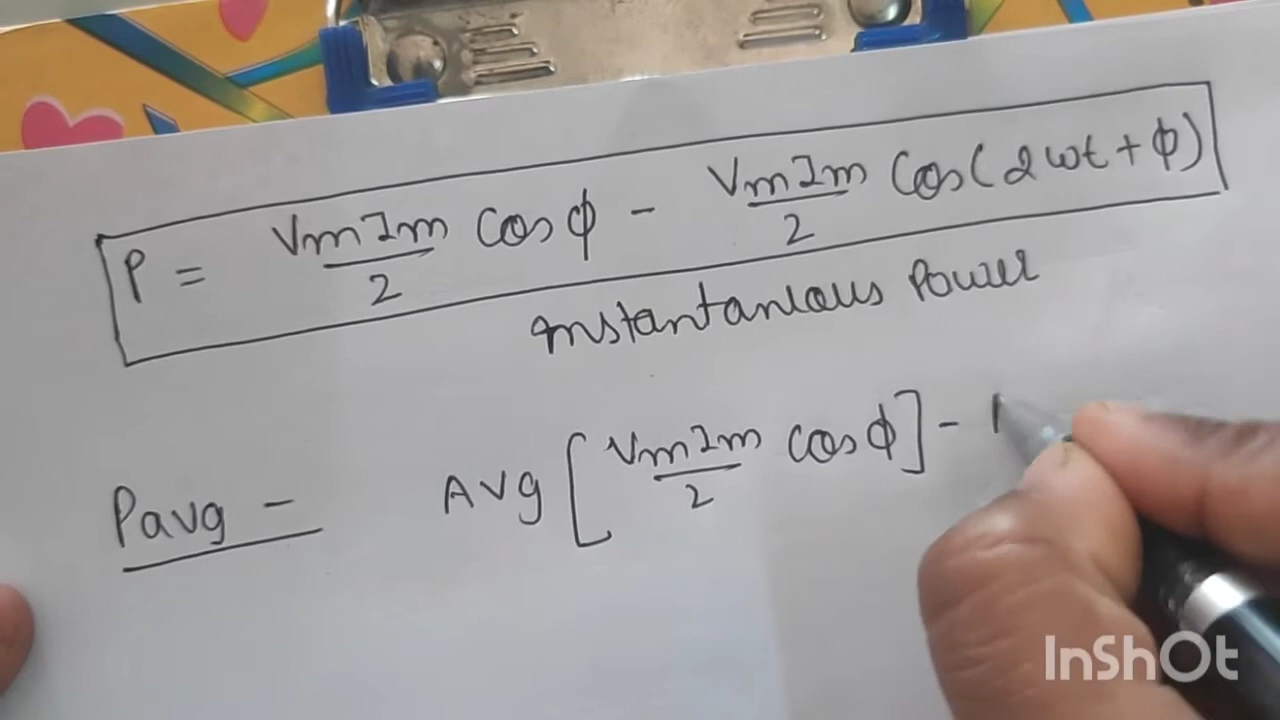 P = VmIm/2 Cos ϕ - VmIm/2 Cos(2ωt + ϕ)
Instantaneous Power
Pavg - Avg [VmIm/2 cos ϕ] -
InShOt